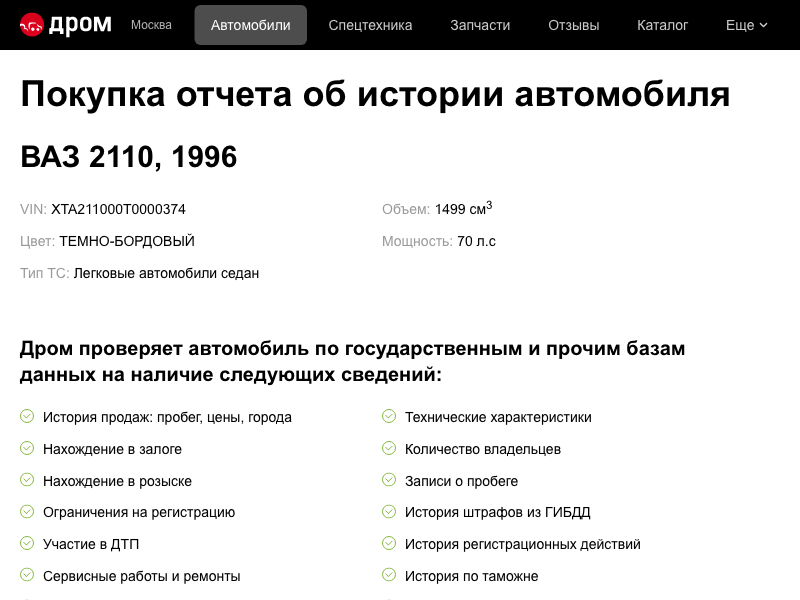 дром Москва Автомобили Спецтехника Запчасти Отзывы Каталог Еще
Покупка отчета об истории автомобиля
ВАЗ 2110, 1996
VIN: XTA211000T0000374 Объем: 1499 см³
Цвет: ТЕМНО-БОРДОВЫЙ Мощность: 70 л.с
Тип ТС: Легковые автомобили седан
Дром проверяет автомобиль по государственным и прочим базам
данных на наличие следующих сведений:
История продаж: пробег, цены, города Технические характеристики
Нахождение в залоге Количество владельцев
Нахождение в розыске Записи о пробеге
Ограничения на регистрацию История штрафов из ГИБДД
Участие в ДТП История регистрационных действий
Сервисные работы и ремонты История по таможне